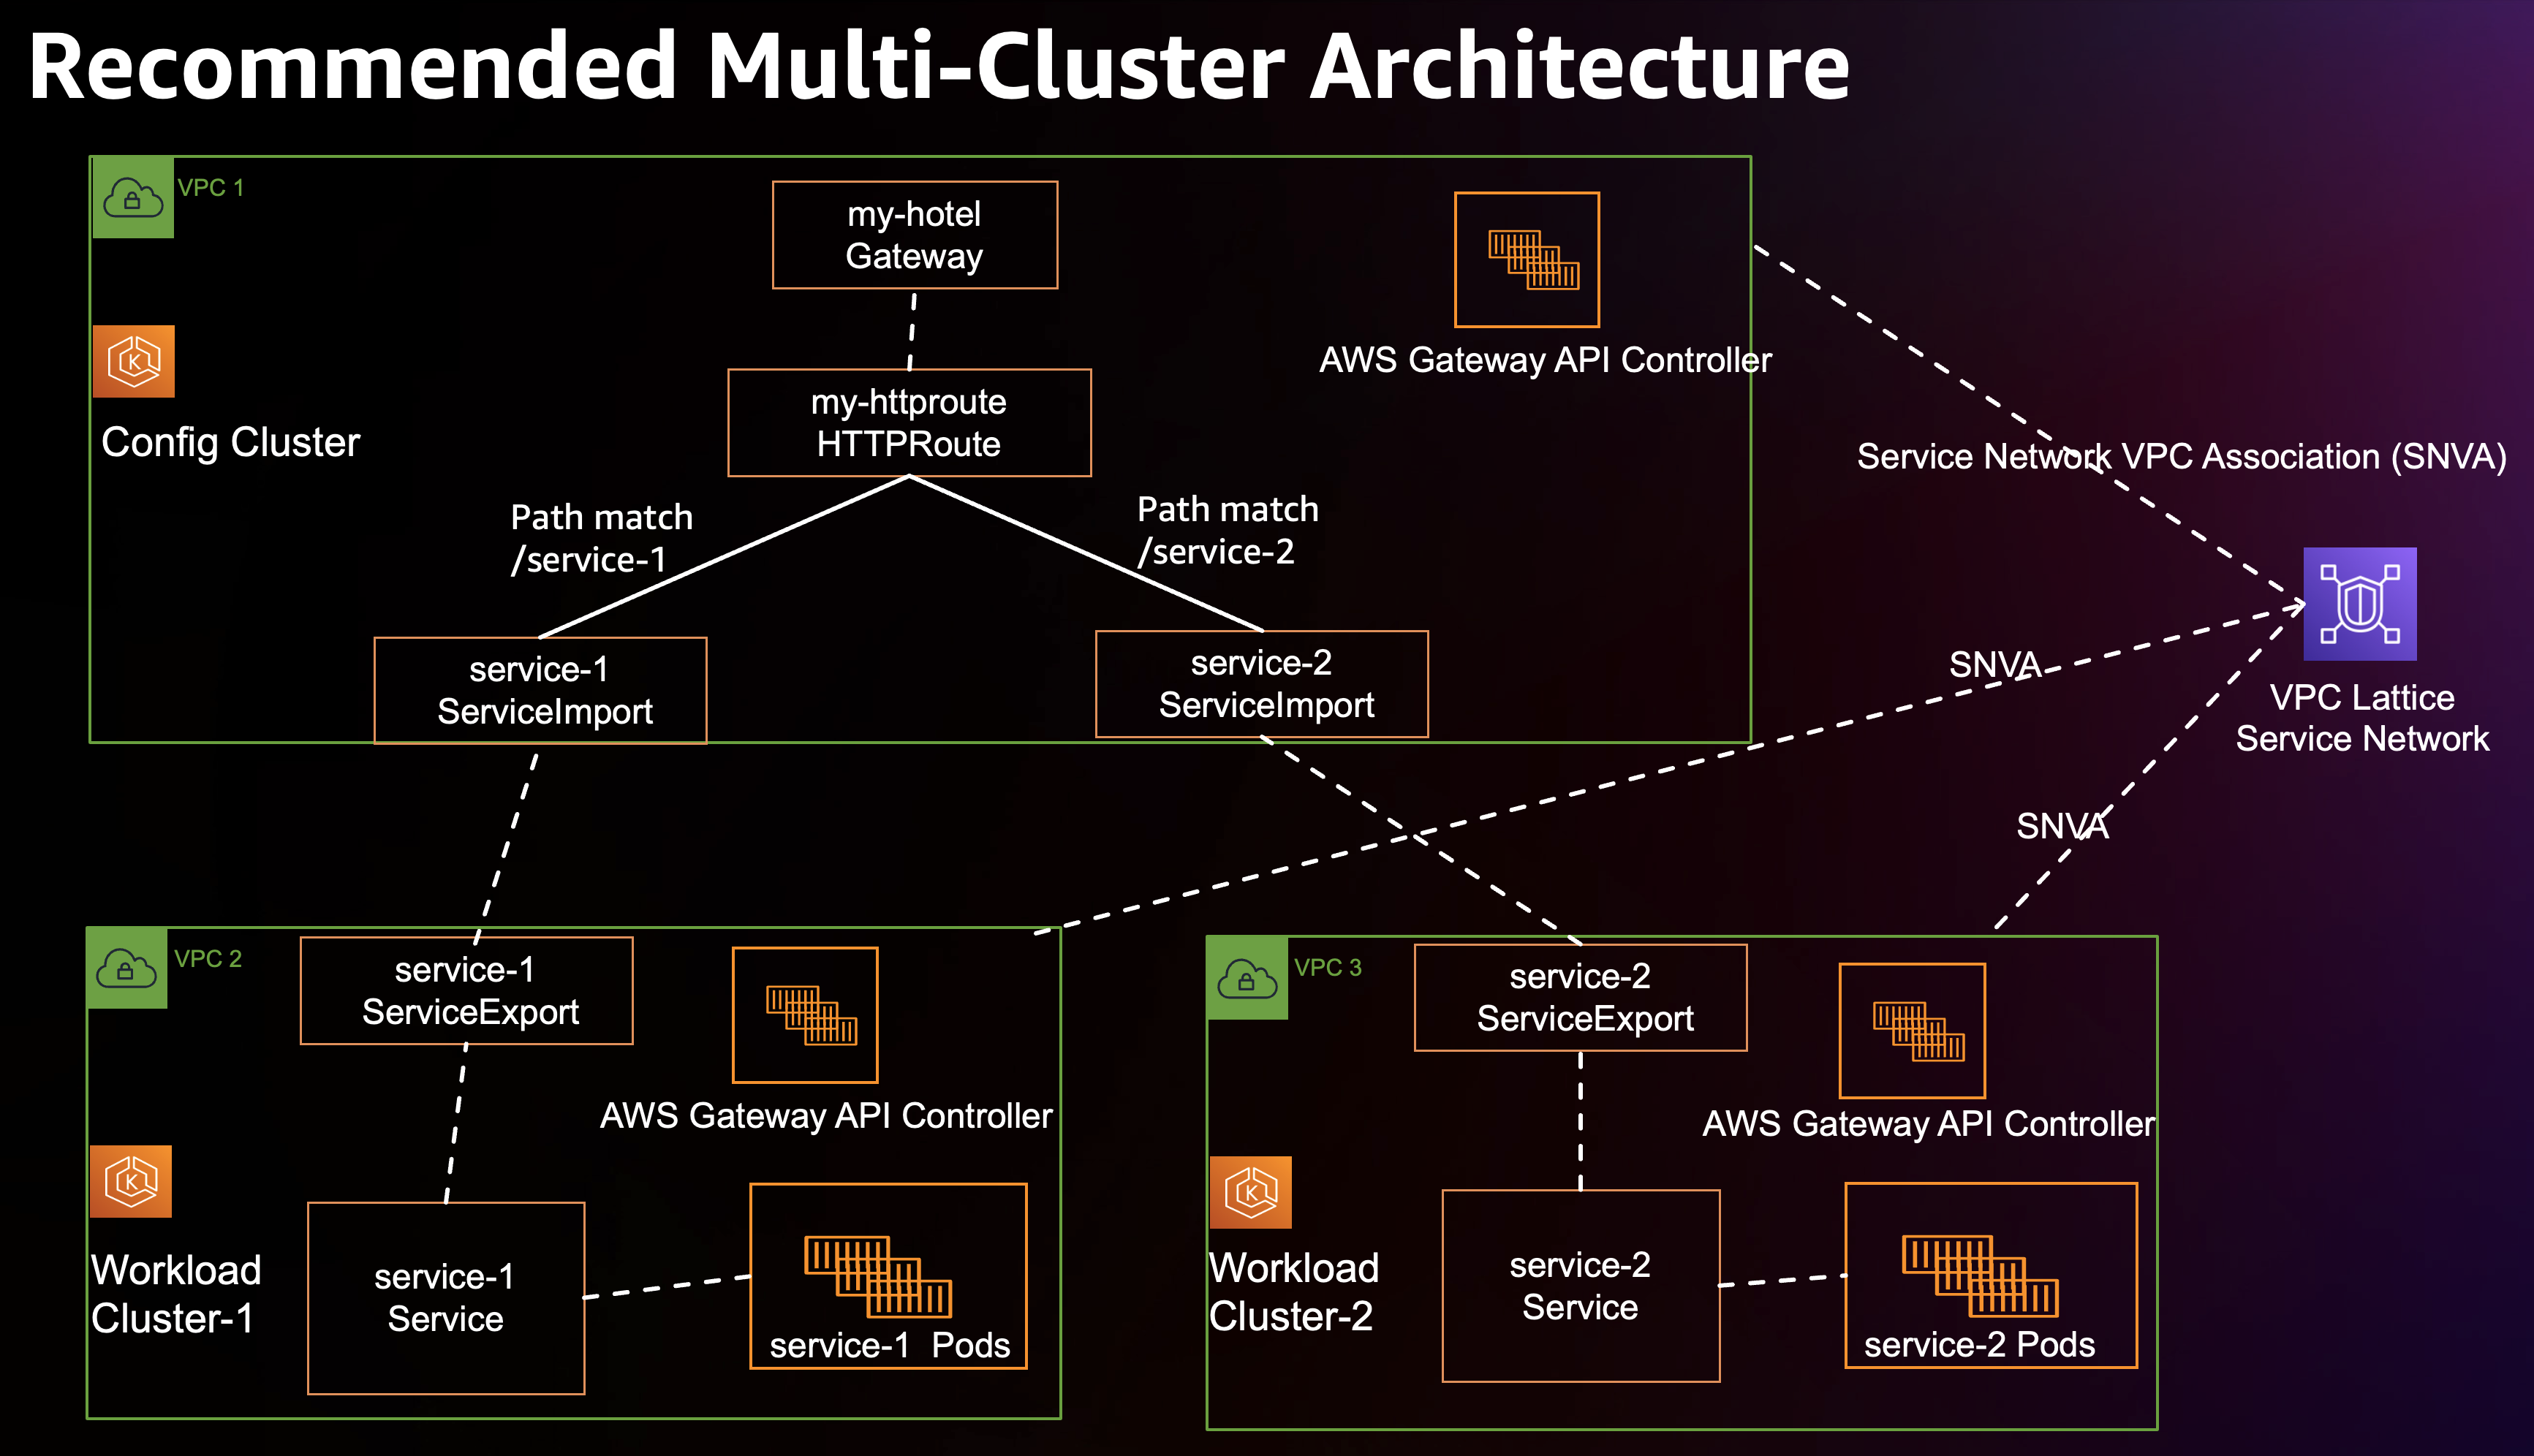 Recommended Multi-Cluster Architecture
VPC 1
my-hotel
Gateway
AWS Gateway API Controller
Config Cluster
my-httproute
HTTPRoute
Service Network VPC Association (SNVA)
Path match
/service-1
Path match
/service-2
service-1
ServiceImport
service-2
ServiceImport
SNVA
VPC Lattice
Service Network
SNVA
VPC 2
service-1
ServiceExport
AWS Gateway API Controller
K
Workload
Cluster-1
service-1
Service
service-1 Pods
VPC 3
service-2
ServiceExport
AWS Gateway API Controller
K
Workload
Cluster-2
service-2
Service
service-2 Pods
K